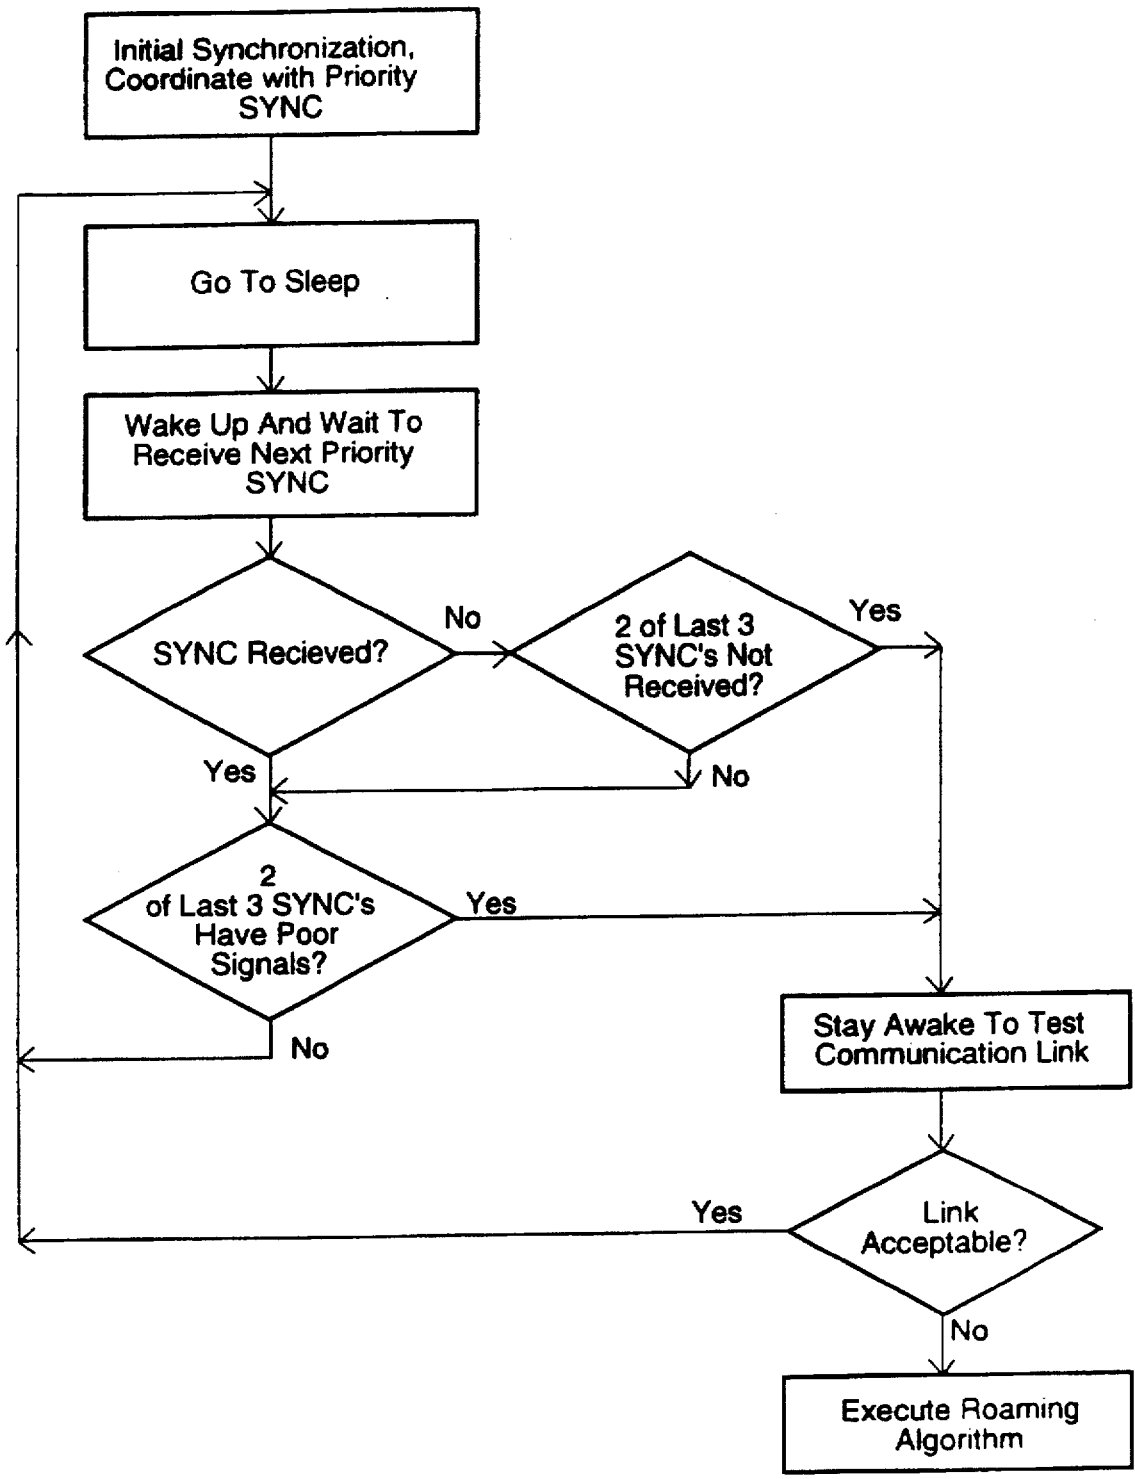 Initial Synchronization,
Coordinate with Priority
SYNC
Go To Sleep
Wake Up And Wait To
Receive Next Priority
SYNC
SYNC Recieved?
No
2 of Last 3
SYNC's Not
Received?
Yes
Yes
No
2
of Last 3 SYNC's
Have Poor
Signals?
Yes
No
Stay Awake To Test
Communication Link
Link
Acceptable?
Yes
No
Execute Roaming
Algorithm